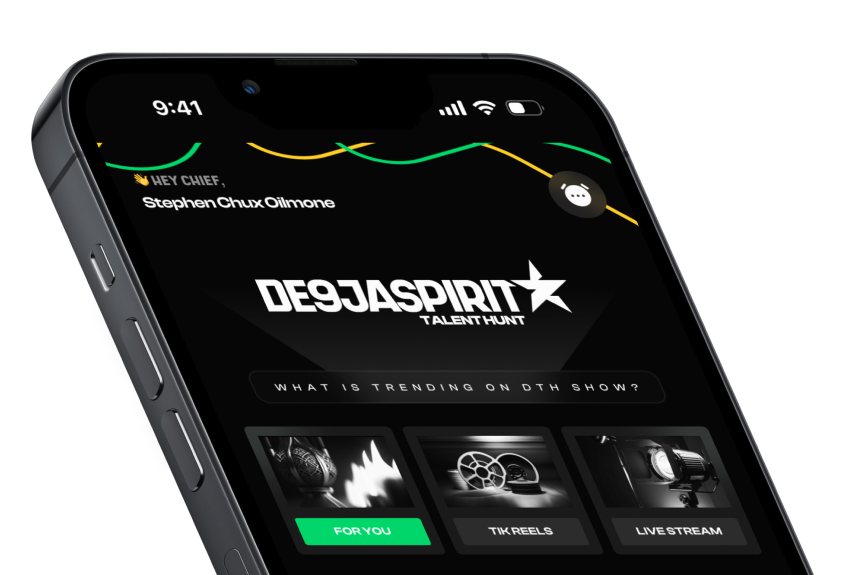 9:41
👋 HEY CHIEF,
Stephen Chux Oilmone
DE9JASPIRIT
TALENT HUNT
WHAT IS TRENDING ON DTH SHOW?
FOR YOU
TIK REELS
LIVE STREAM